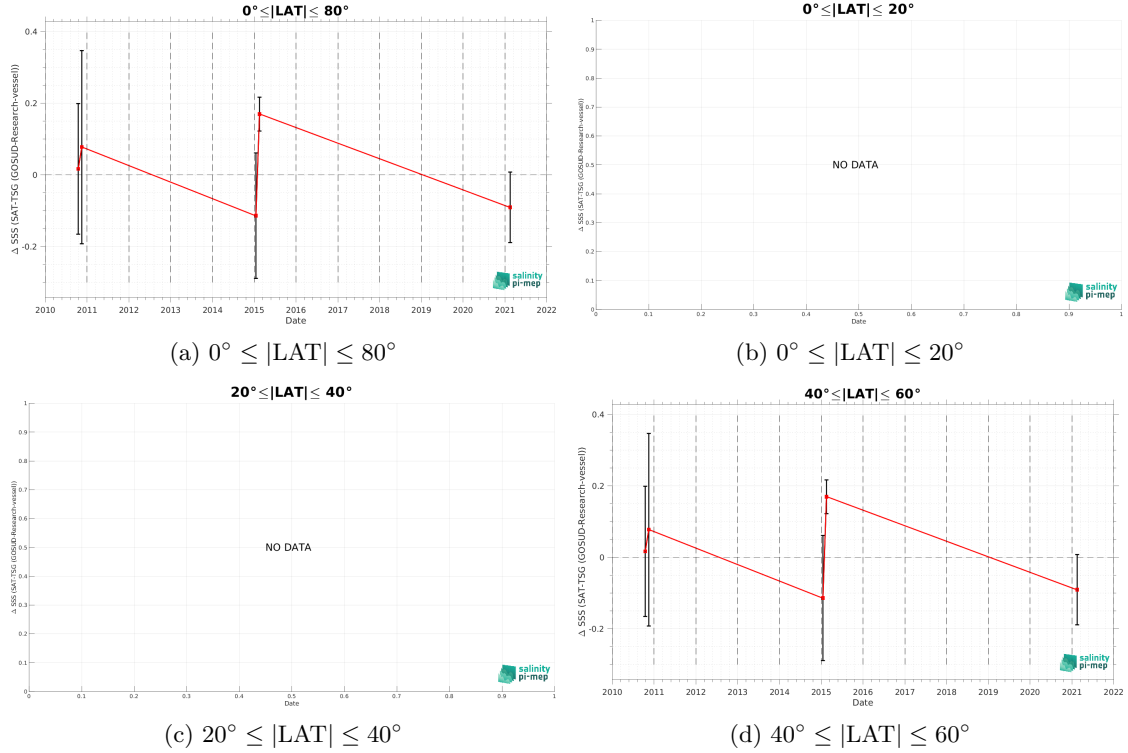 0°≤|LAT|≤ 80°
Δ SSS (SAT-TSG (GOSUD-Research-vessel))
0.4
0.2
0
-0.2
2010 2011 2012 2013 2014 2015 2016 2017 2018 2019 2020 2021 2022
Date
salinity
pi-mep
(a) 0° ≤ |LAT| ≤ 80°
0°≤|LAT|≤ 20°
Δ SSS (SAT-TSG (GOSUD-Research-vessel))
1
0.9
0.8
0.7
0.6
0.5
0.4
0.3
0.2
0.1
0
NO DATA
0 0.1 0.2 0.3 0.4 0.5 0.6 0.7 0.8 0.9 1
Date
salinity
pi-mep
(b) 0° ≤ |LAT| ≤ 20°
20°≤|LAT|≤ 40°
Δ SSS (SAT-TSG (GOSUD-Research-vessel))
1
0.9
0.8
0.7
0.6
0.5
0.4
0.3
0.2
0.1
0
NO DATA
0 0.1 0.2 0.3 0.4 0.5 0.6 0.7 0.8 0.9 1
Date
salinity
pi-mep
(c) 20° ≤ |LAT| ≤ 40°
40°≤|LAT|≤ 60°
Δ SSS (SAT-TSG (GOSUD-Research-vessel))
0.4
0.2
0
-0.2
2010 2011 2012 2013 2014 2015 2016 2017 2018 2019 2020 2021 2022
Date
salinity
pi-mep
(d) 40° ≤ |LAT| ≤ 60°